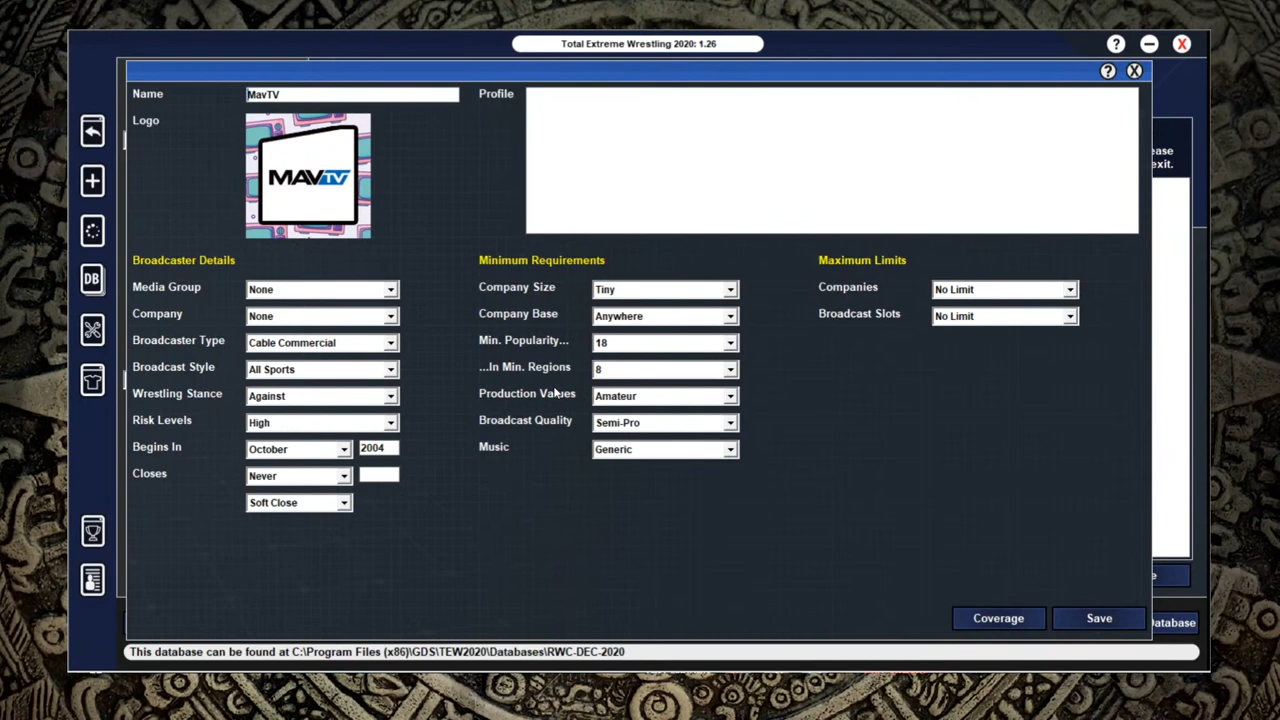 Total Extreme Wrestling 2020: 1.26
? − X
? X
Name MavTV Profile
Logo
MAVTV
ease
exit.
DB
Broadcaster Details Minimum Requirements Maximum Limits
Media Group None Company Size Tiny Companies No Limit
Company None Company Base Anywhere Broadcast Slots No Limit
Broadcaster Type Cable Commercial Min. Popularity... 18
Broadcast Style All Sports ...In Min. Regions 8
Wrestling Stance Against Production Values Amateur
Risk Levels High Broadcast Quality Semi-Pro
Begins In October 2004 Music Generic
Closes Never
Soft Close
e
Coverage Save Database
This database can be found at C:\Program Files (x86)\GDS\TEW2020\Databases\RWC-DEC-2020